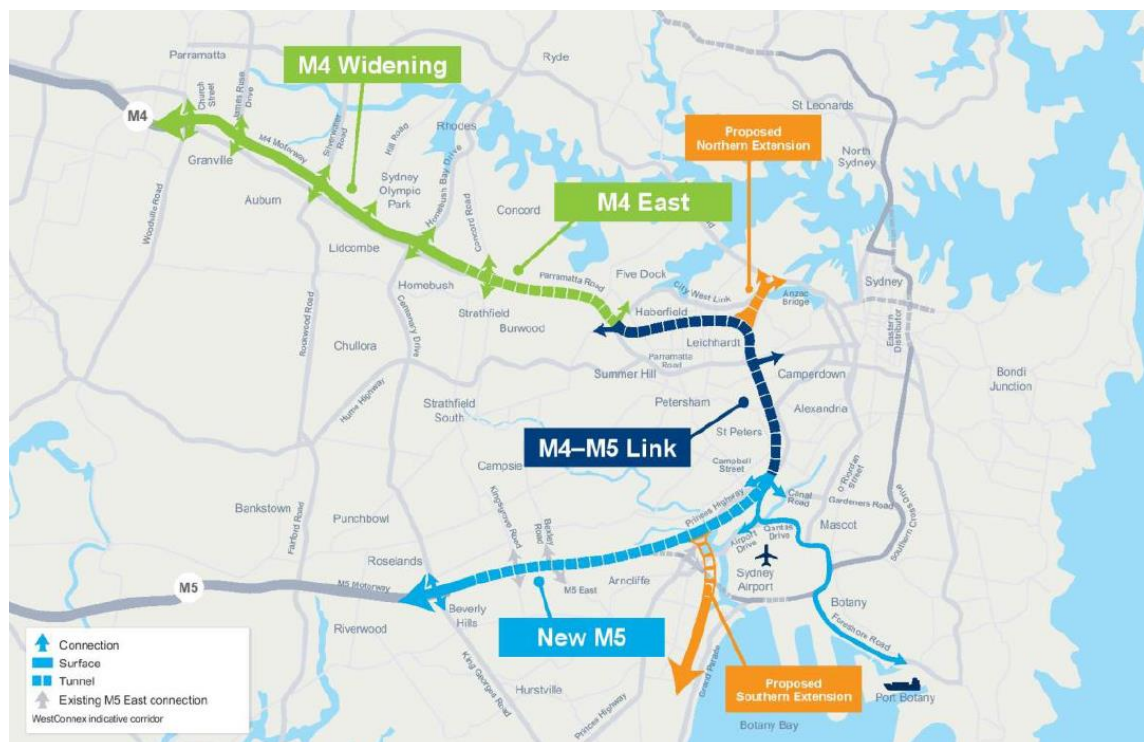 Parramatta
Church
Street
James Ruse
Drive
M4 Widening
Ryde
M4
Silverwater
Road
Hill Road
Rhodes
St Leonards
Proposed
Northern Extension
North
Sydney
M4 Motorway
Granville
Homebush Bay Drive
Sydney
Olympic
Park
Woodville Road
Auburn
Concord Road
Concord
M4 East
Lidcombe
Parramatta Road
Five Dock
City West Link
Anzac
Bridge
Sydney
Homebush
Haberfield
Eastern
Distributor
Strathfield
Burwood
Leichhardt
Rookwood Road
Centenary Drive
Chullora
Parramatta
Road
Summer Hill
Camperdown
Bondi
Junction
Hume Highway
Strathfield
South
Petersham
Alexandria
M4–M5 Link
St Peters
Campbell
Street
O'Riordan
Street
Campsie
Canal
Road
Gardeners Road
Southern Cross Drive
Bankstown
Punchbowl
Kingsgrove Road
Bexley
Road
Princes Highway
Mascot
Fairford Road
Airport
Drive
Qantas
Drive
Roselands
M5
M5 Motorway
M5 East
Arncliffe
Sydney
Airport
Beverly
Hills
Botany
Riverwood
New M5
Foreshore Road
Connection
Surface
Tunnel
Existing M5 East connection
WestConnex indicative corridor
King Georges Road
Hurstville
Princes Highway
Grand Parade
Proposed
Southern Extension
Port Botany
Botany Bay